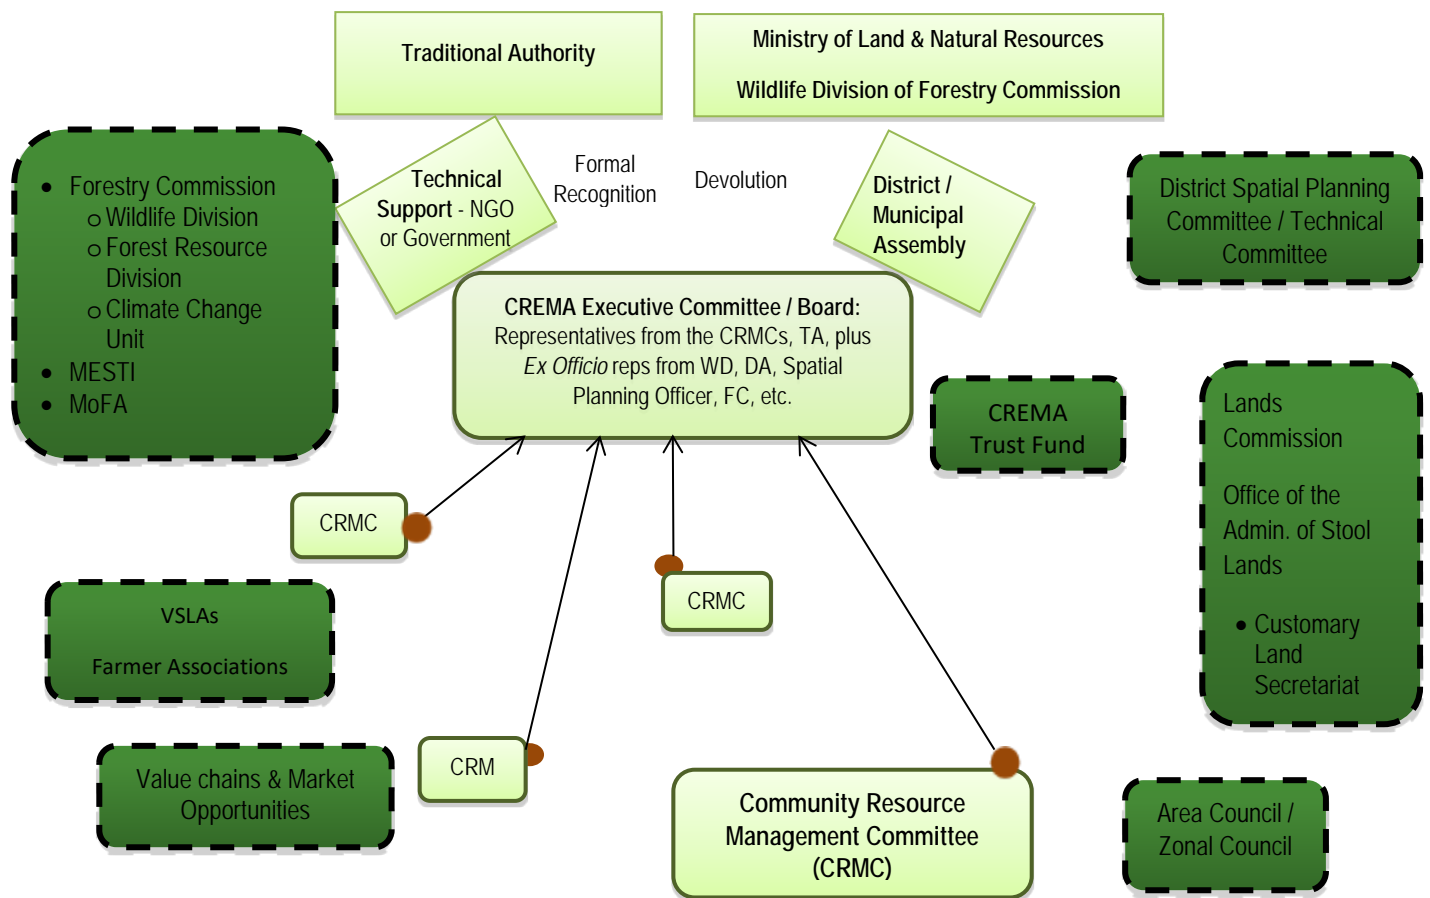 Traditional Authority
Ministry of Land & Natural Resources
Wildlife Division of Forestry Commission
• Forestry Commission
o Wildlife Division
o Forest Resource
Division
o Climate Change
Unit
• MESTI
• MoFA
Technical
Support - NGO
or Government
Formal
Recognition
Devolution
District /
Municipal
Assembly
District Spatial Planning
Committee / Technical
Committee
CREMA Executive Committee / Board:
Representatives from the CRMCs, TA, plus
Ex Officio reps from WD, DA, Spatial
Planning Officer, FC, etc.
CREMA
Trust Fund
Lands
Commission
Office of the
Admin. of Stool
Lands
• Customary
Land
Secretariat
CRMC
CRMC
VSLAs
Farmer Associations
Value chains & Market
Opportunities
CRM
Community Resource
Management Committee
(CRMC)
Area Council /
Zonal Council